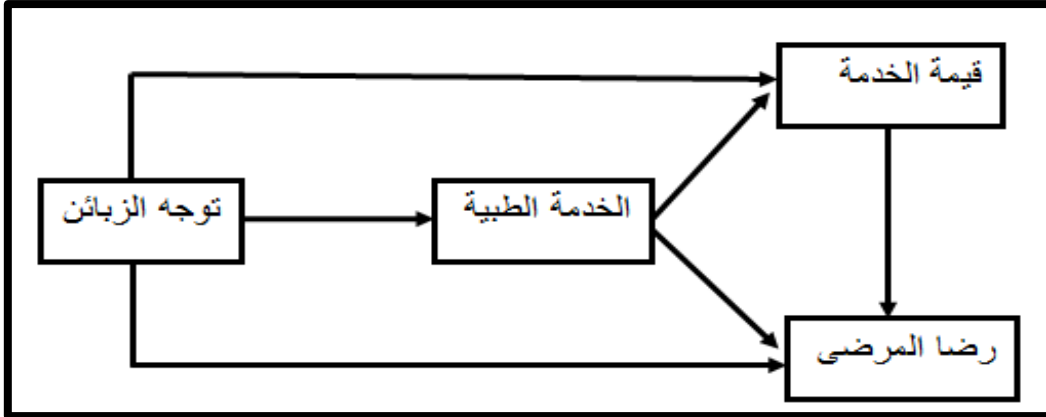 قيمة الخدمة
توجه الزبائن
الخدمة الطبية
رضا المرضى